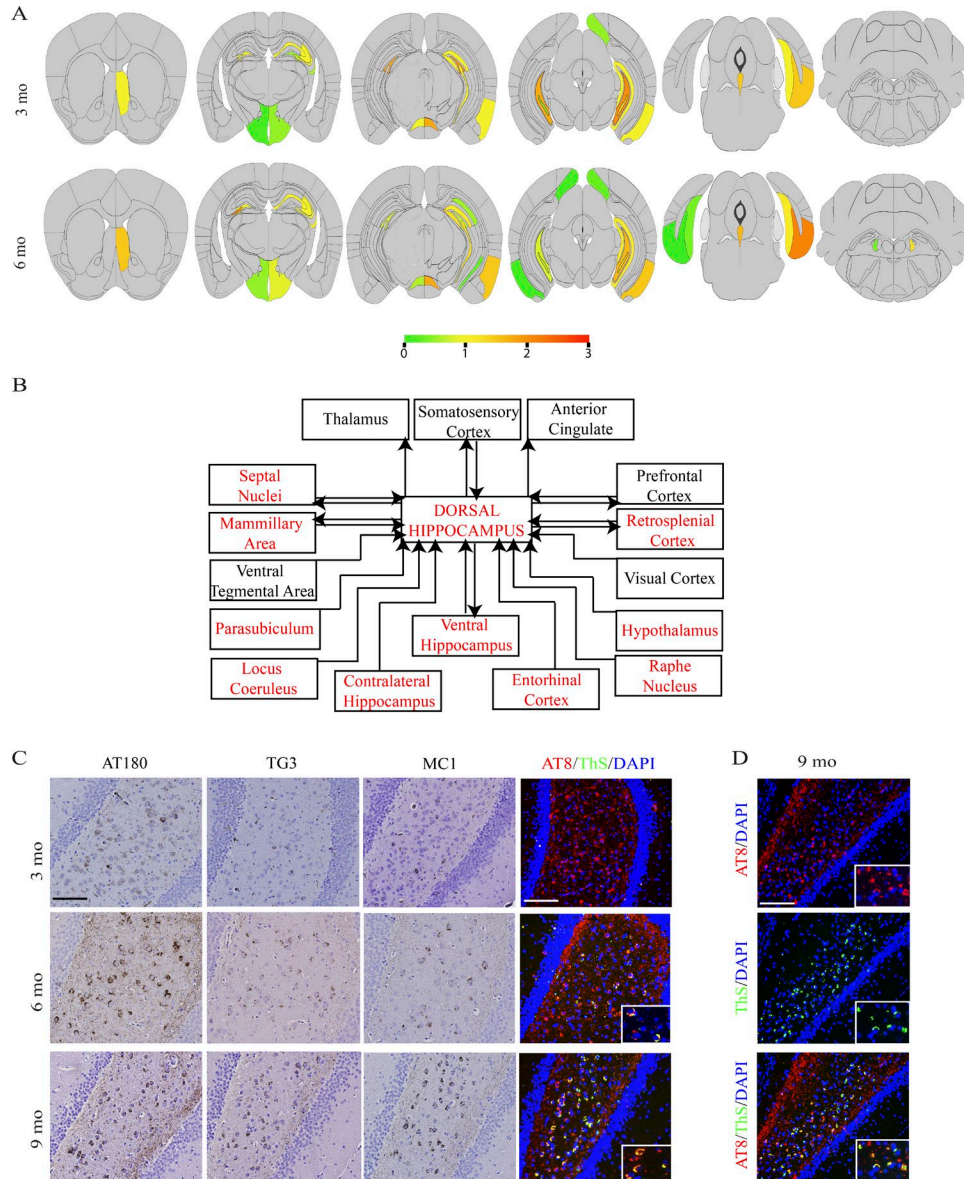 A
3 mo
6 mo
0 1 2 3
B
Thalamus
Somatosensory
Cortex
Anterior
Cingulate
Septal
Nuclei
Prefrontal
Cortex
DORSAL
HIPPOCAMPUS
Mammillary
Area
Retrosplenial
Cortex
Ventral
Tegmental Area
Visual Cortex
Parasubiculum
Ventral
Hippocampus
Hypothalamus
Locus
Coeruleus
Contralateral
Hippocampus
Entorhinal
Cortex
Raphe
Nucleus
C
AT180 TG3 MC1 AT8/ThS/DAPI
3 mo
6 mo
9 mo
D
9 mo
AT8/DAPI
ThS/DAPI
AT8/ThS/DAPI